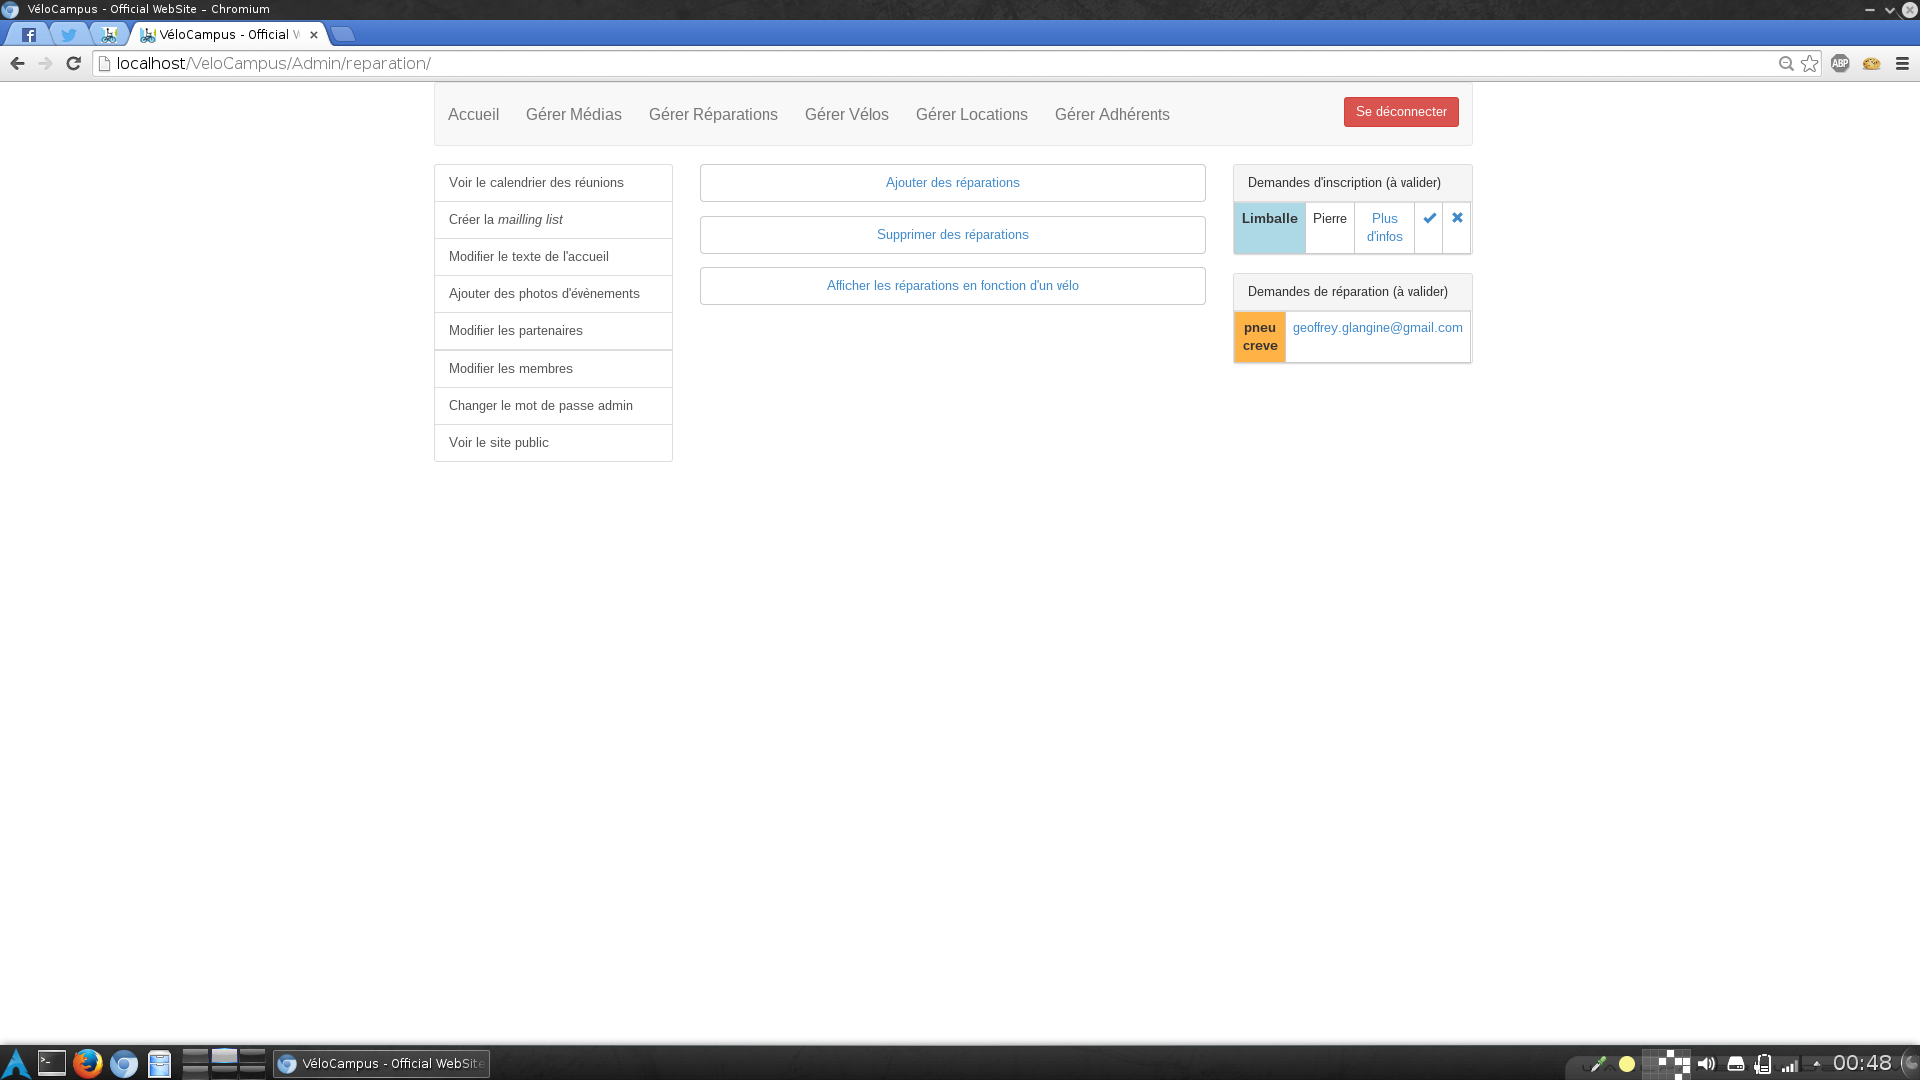 VéloCampus - Official WebSite - Chromium
VéloCampus - Official W
localhost/VeloCampus/Admin/reparation/
ABP
Accueil
Gérer Médias
Gérer Réparations
Gérer Vélos
Gérer Locations
Gérer Adhérents
Se déconnecter
Voir le calendrier des réunions
Créer la mailling list
Modifier le texte de l'accueil
Ajouter des photos d'évènements
Modifier les partenaires
Modifier les membres
Changer le mot de passe admin
Voir le site public
Ajouter des réparations
Supprimer des réparations
Afficher les réparations en fonction d'un vélo
Demandes d'inscription (à valider)
Limballe
Pierre
Plus
d'infos
Demandes de réparation (à valider)
pneu
creve
geoffrey.glangine@gmail.com
VéloCampus - Official WebSite
00:48